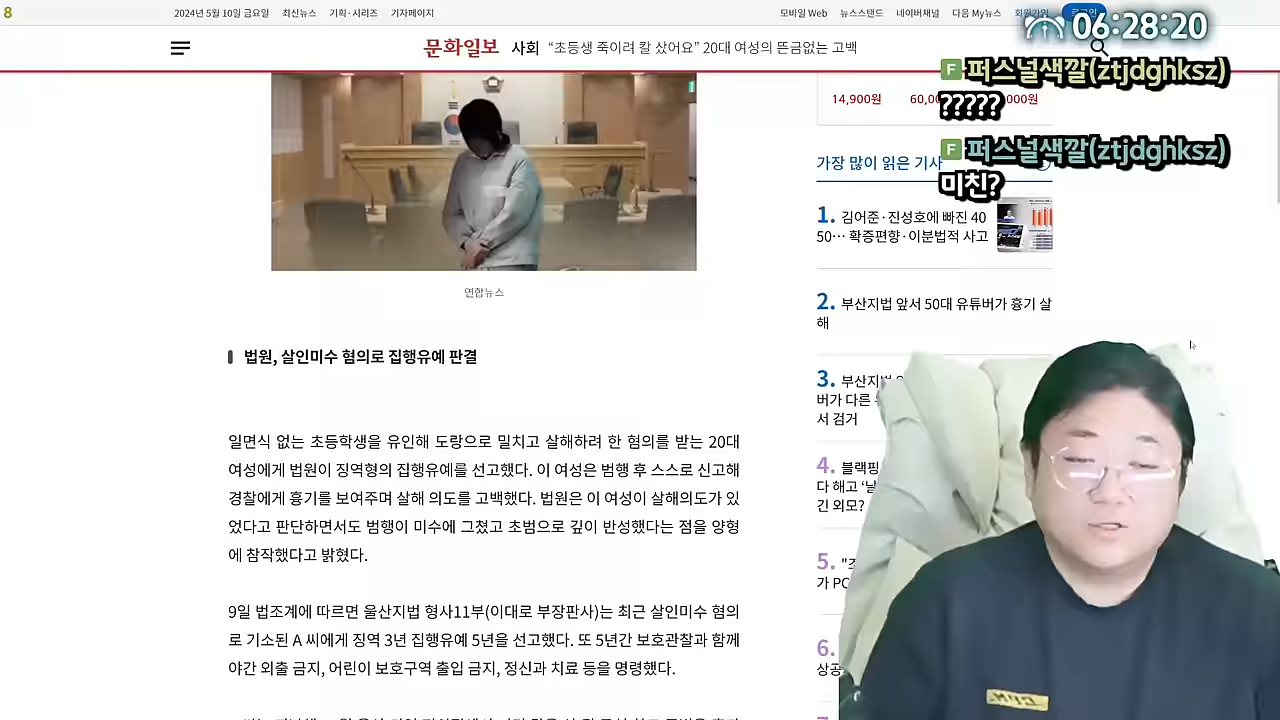 8
2024년 5월 10일 금요일 최신뉴스 기획·시리즈 기자페이지
모바일 Web 뉴스스탠드 네이버채널 다음 My뉴스 회원가입 로그인
06:28:20
문화일보 사회 “초등생 죽이려 칼 샀어요” 20대 여성의 뜬금없는 고백
F 퍼스널색깔(ztjdghksz)
?????
F 퍼스널색깔(ztjdghksz)
미친?
14,900원
연합뉴스
법원, 살인미수 혐의로 집행유예 판결
일면식 없는 초등학생을 유인해 도랑으로 밀치고 살해하려 한 혐의를 받는 20대
여성에게 법원이 징역형의 집행유예를 선고했다. 이 여성은 범행 후 스스로 신고해
경찰에게 흉기를 보여주며 살해 의도를 고백했다. 법원은 이 여성이 살해의도가 있
었다고 판단하면서도 범행이 미수에 그쳤고 초범으로 깊이 반성했다는 점을 양형
에 참작했다고 밝혔다.
9일 법조계에 따르면 울산지법 형사11부(이대로 부장판사)는 최근 살인미수 혐의
로 기소된 A 씨에게 징역 3년 집행유예 5년을 선고했다. 또 5년간 보호관찰과 함께
야간 외출 금지, 어린이 보호구역 출입 금지, 정신과 치료 등을 명령했다.
가장 많이 읽은 기사
1. 김어준·진성호에 빠진 40
50… 확증편향·이분법적 사고
2. 부산지법 앞서 50대 유튜버가 흉기 살
해
3. 부산지법
버가 다른
서 검거
4. 블랙핑
다 해고 ‘날
긴 외모?
5.
가 PC
6.
상공